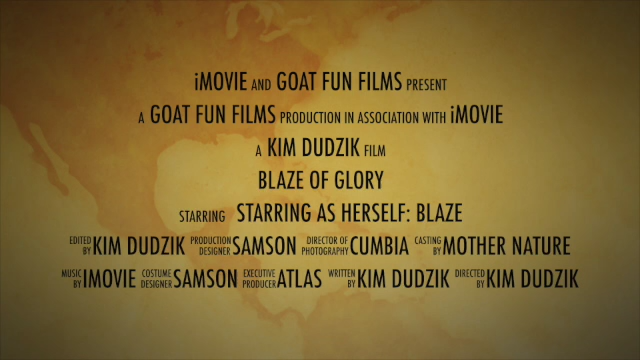 iMOVIE AND GOAT FUN FILMS PRESENT
A GOAT FUN FILMS PRODUCTION IN ASSOCIATION WITH iMOVIE
A KIM DUDZIK FILM
BLAZE OF GLORY
STARRING STARRING AS HERSELF: BLAZE
EDITED BY KIM DUDZIK PRODUCTION DESIGNER SAMSON DIRECTOR OF PHOTOGRAPHY CUMBIA CASTING BY MOTHER NATURE
MUSIC BY IMOVIE COSTUME DESIGNER SAMSON EXECUTIVE PRODUCER ATLAS WRITTEN BY KIM DUDZIK DIRECTED BY KIM DUDZIK